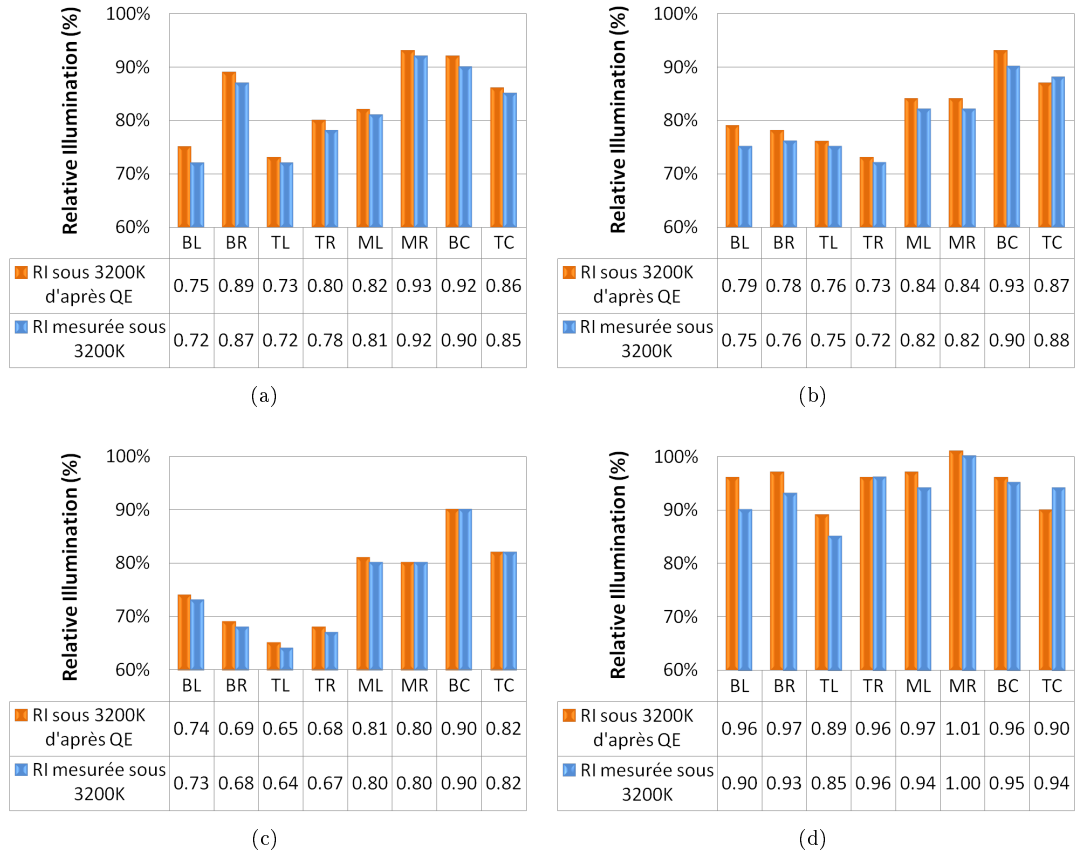 Relative Illumination (%)
100%
90%
80%
70%
60%
BL BR TL TR ML MR BC TC
RI sous 3200K
d'après QE
0.75 0.89 0.73 0.80 0.82 0.93 0.92 0.86
RI mesurée sous
3200K
0.72 0.87 0.72 0.78 0.81 0.92 0.90 0.85
(a)
Relative Illumination (%)
100%
90%
80%
70%
60%
BL BR TL TR ML MR BC TC
RI sous 3200K
d'après QE
0.79 0.78 0.76 0.73 0.84 0.84 0.93 0.87
RI mesurée sous
3200K
0.75 0.76 0.75 0.72 0.82 0.82 0.90 0.88
(b)
Relative Illumination (%)
100%
90%
80%
70%
60%
BL BR TL TR ML MR BC TC
RI sous 3200K
d'après QE
0.74 0.69 0.65 0.68 0.81 0.80 0.90 0.82
RI mesurée sous
3200K
0.73 0.68 0.64 0.67 0.80 0.80 0.90 0.82
(c)
Relative Illumination (%)
100%
90%
80%
70%
60%
BL BR TL TR ML MR BC TC
RI sous 3200K
d'après QE
0.96 0.97 0.89 0.96 0.97 1.01 0.96 0.90
RI mesurée sous
3200K
0.90 0.93 0.85 0.96 0.94 1.00 0.95 0.94
(d)